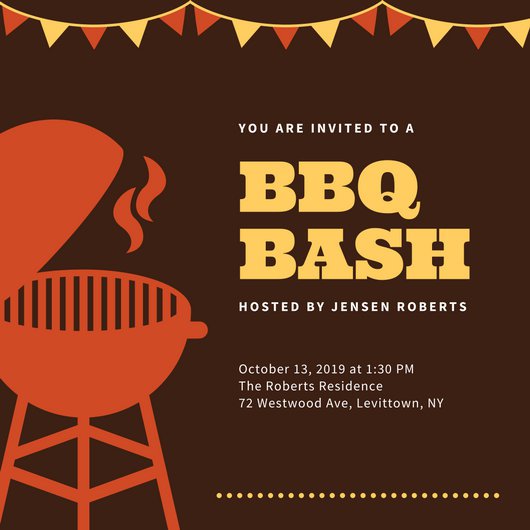 YOU ARE INVITED TO A
BBQ
BASH
HOSTED BY JENSEN ROBERTS
October 13, 2019 at 1:30 PM
The Roberts Residence
72 Westwood Ave, Levittown, NY